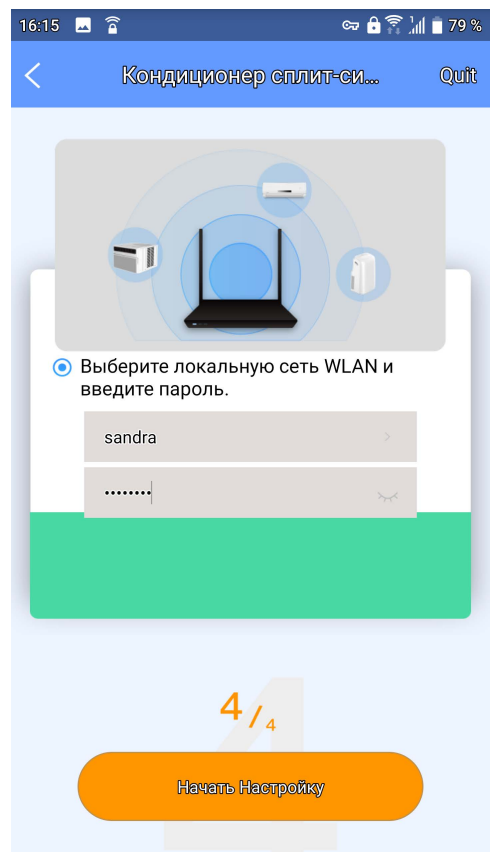 16:15 79 %
Кондиционер сплит-си... Quit
Выберите локальную сеть WLAN и
введите пароль.
sandra
••••••••
4/4
Начать Настройку